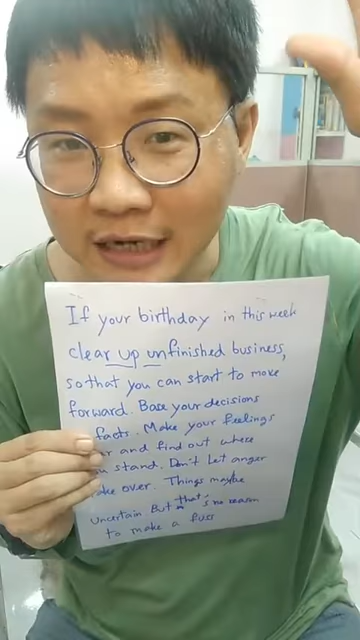 If your birthday in this week
clear up unfinished business,
so that you can start to move
forward. Base your decisions
facts. Make your feelings
and find out where
stand. Don't let anger
over. Things maybe
uncertain But that's no reason
to make a fuss